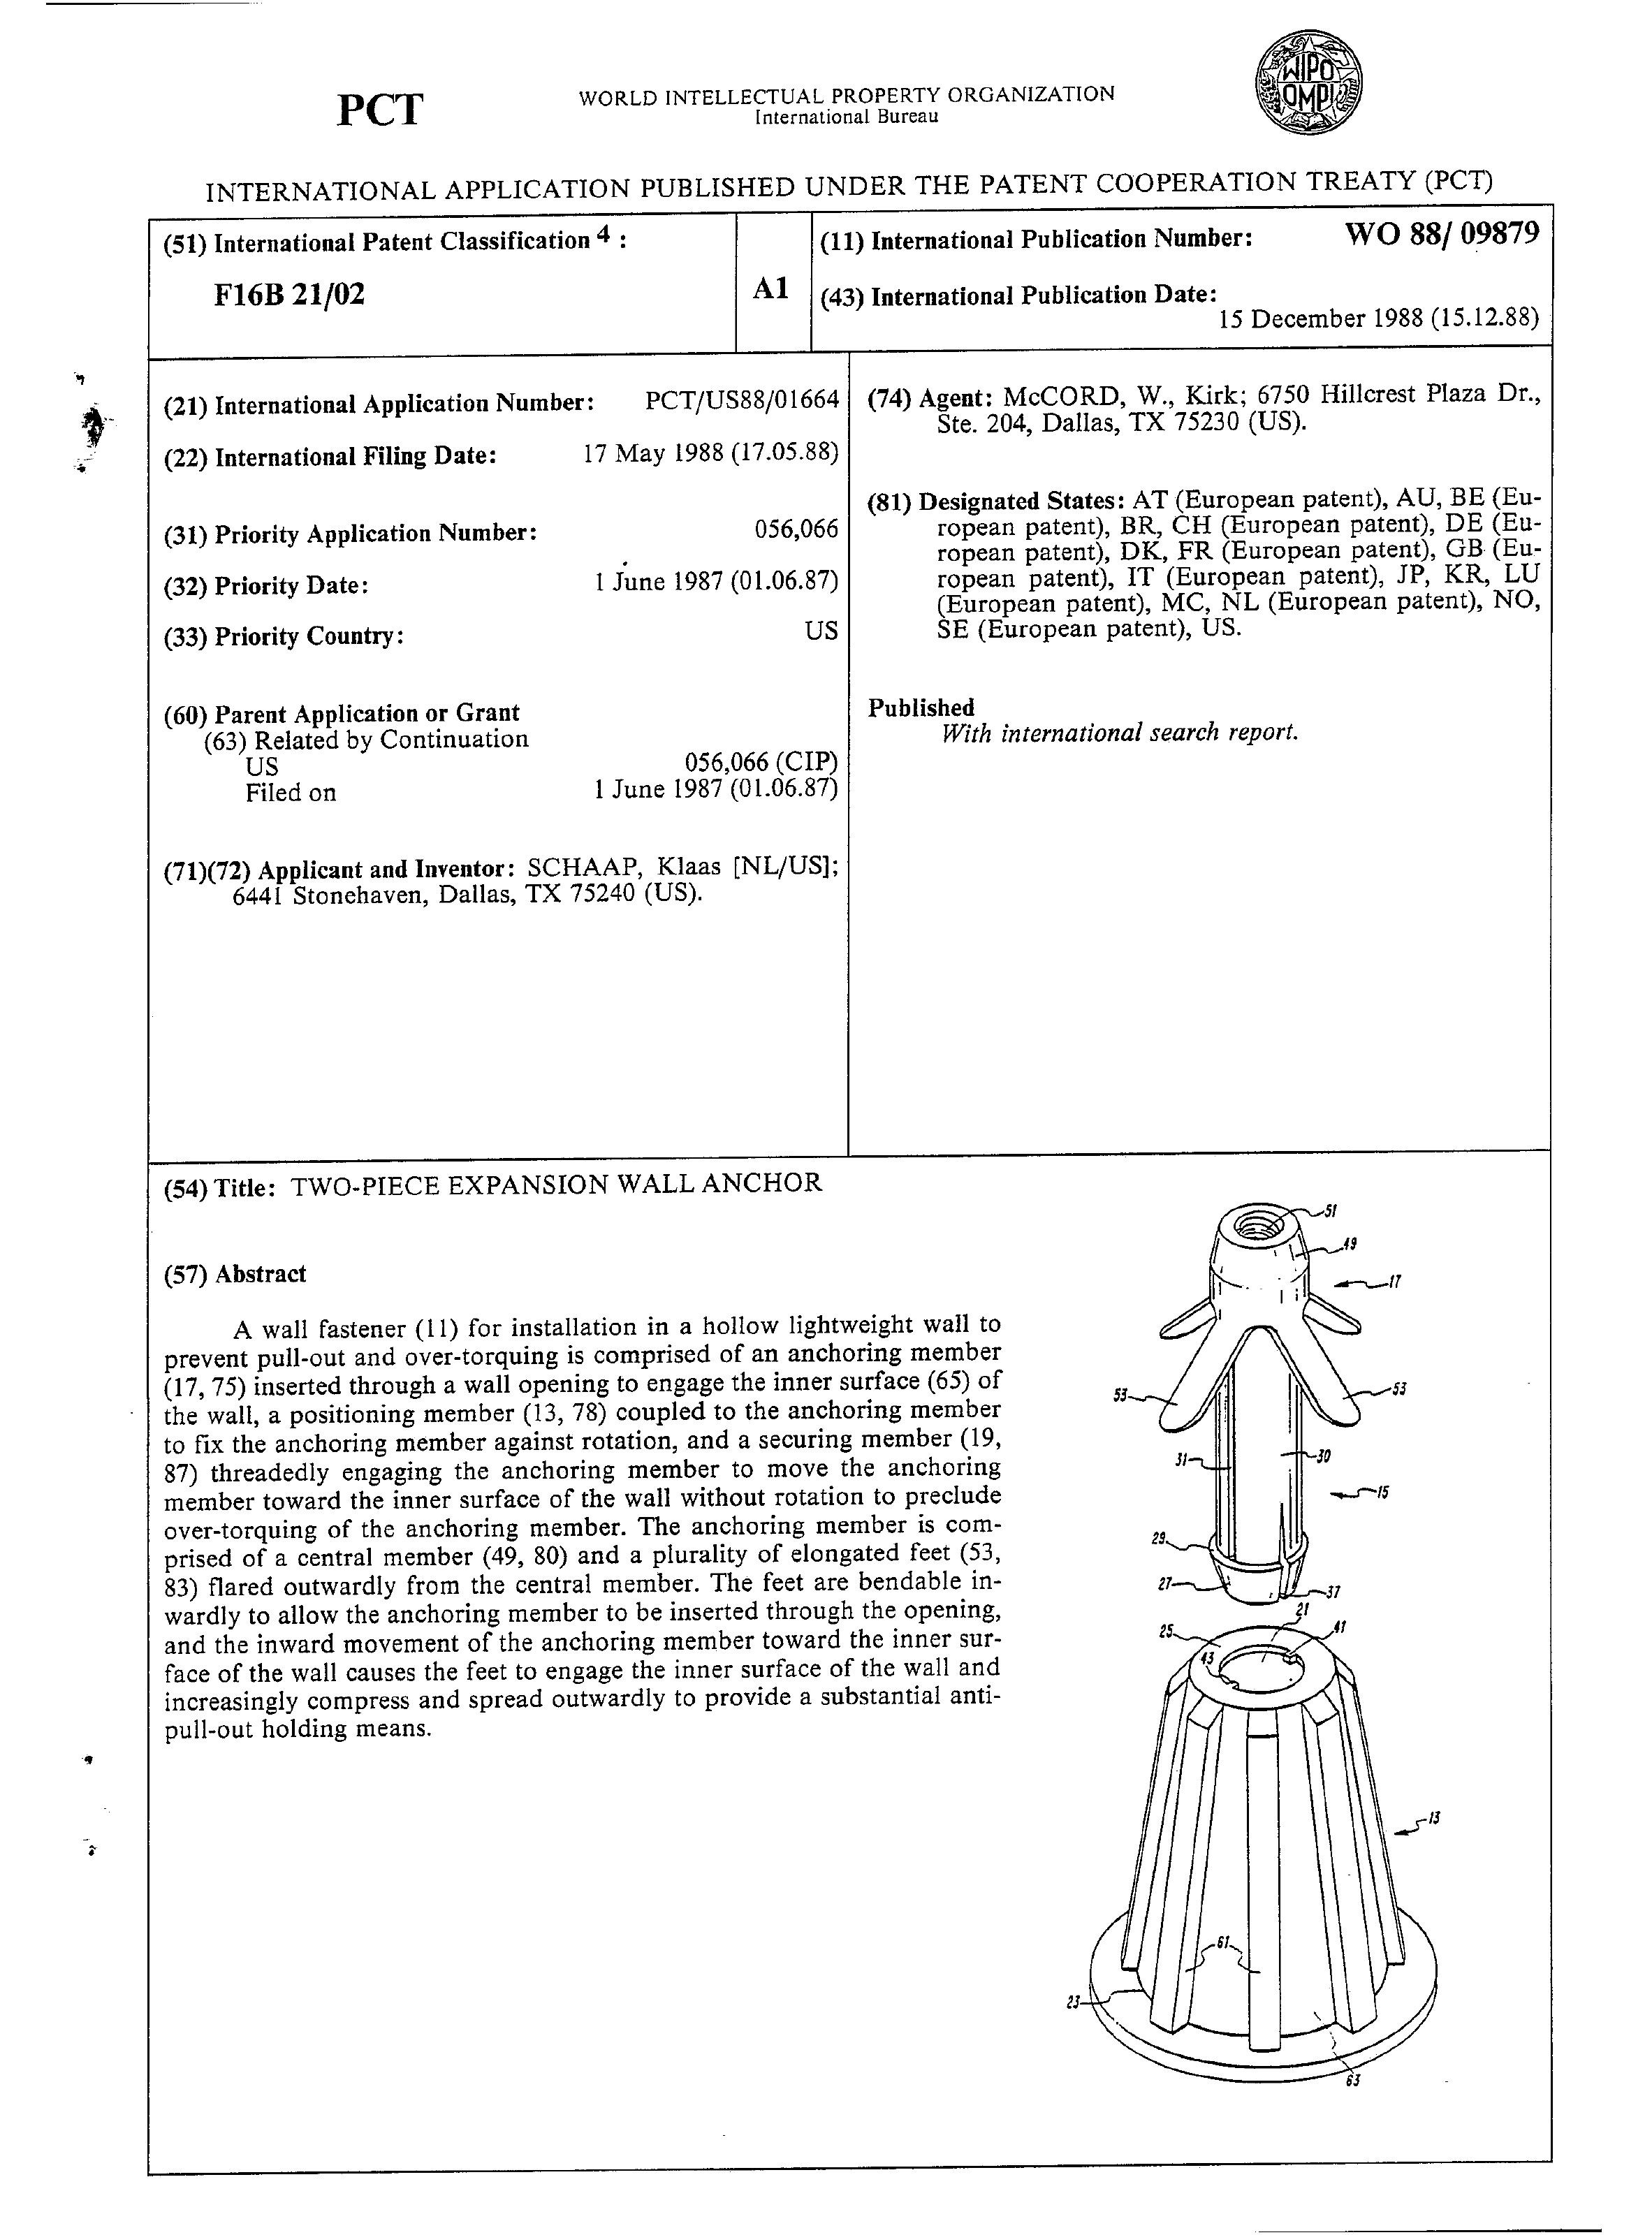 PCT
WORLD INTELLECTUAL PROPERTY ORGANIZATION
International Bureau
WIPO
OMPI
INTERNATIONAL APPLICATION PUBLISHED UNDER THE PATENT COOPERATION TREATY (PCT)
(51) International Patent Classification 4 :
F16B 21/02
A1
(11) International Publication Number: WO 88/ 09879
(43) International Publication Date:
15 December 1988 (15.12.88)
(21) International Application Number: PCT/US88/01664
(22) International Filing Date: 17 May 1988 (17.05.88)
(31) Priority Application Number: 056,066
(32) Priority Date: 1 June 1987 (01.06.87)
(33) Priority Country: US
(60) Parent Application or Grant
(63) Related by Continuation
US 056,066 (CIP)
Filed on 1 June 1987 (01.06.87)
(71)(72) Applicant and Inventor: SCHAAP, Klaas [NL/US];
6441 Stonehaven, Dallas, TX 75240 (US).
(74) Agent: McCORD, W., Kirk; 6750 Hillcrest Plaza Dr.,
Ste. 204, Dallas, TX 75230 (US).
(81) Designated States: AT (European patent), AU, BE (Eu-
ropean patent), BR, CH (European patent), DE (Eu-
ropean patent), DK, FR (European patent), GB (Eu-
ropean patent), IT (European patent), JP, KR, LU
(European patent), MC, NL (European patent), NO,
SE (European patent), US.
Published
With international search report.
(54) Title: TWO-PIECE EXPANSION WALL ANCHOR
(57) Abstract
A wall fastener (11) for installation in a hollow lightweight wall to
prevent pull-out and over-torquing is comprised of an anchoring member
(17, 75) inserted through a wall opening to engage the inner surface (65) of
the wall, a positioning member (13, 78) coupled to the anchoring member
to fix the anchoring member against rotation, and a securing member (19,
87) threadedly engaging the anchoring member to move the anchoring
member toward the inner surface of the wall without rotation to preclude
over-torquing of the anchoring member. The anchoring member is com-
prised of a central member (49, 80) and a plurality of elongated feet (53,
83) flared outwardly from the central member. The feet are bendable in-
wardly to allow the anchoring member to be inserted through the opening,
and the inward movement of the anchoring member toward the inner sur-
face of the wall causes the feet to engage the inner surface of the wall and
increasingly compress and spread outwardly to provide a substantial anti-
pull-out holding means.
51
49
17
53
53
31
30
15
29
27
37
21
25
41
43
13
61
23
63